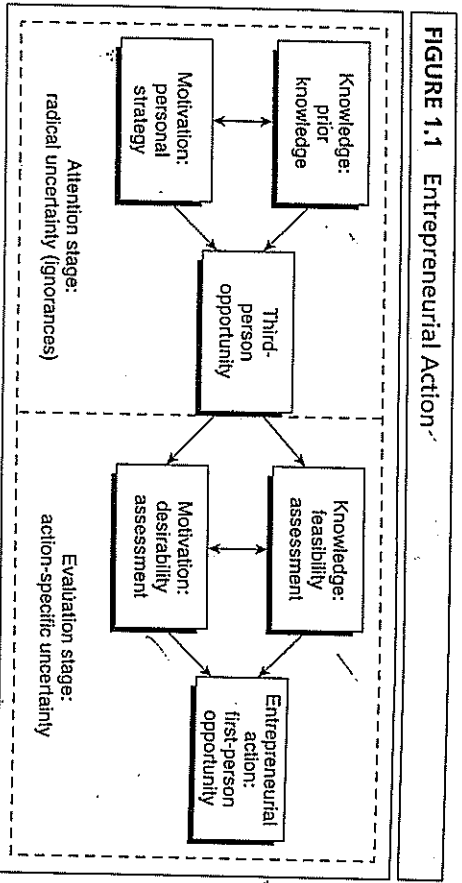 FIGURE 1.1 Entrepreneurial Action
Knowledge:
prior
knowledge
Motivation:
personal
strategy
Third-
person
opportunity
Attention stage:
radical uncertainty (ignorances)
Knowledge:
feasibility
assessment
Motivation:
desirability
assessment
Entrepreneurial
action:
first-person
opportunity
Evaluation stage:
action-specific uncertainty